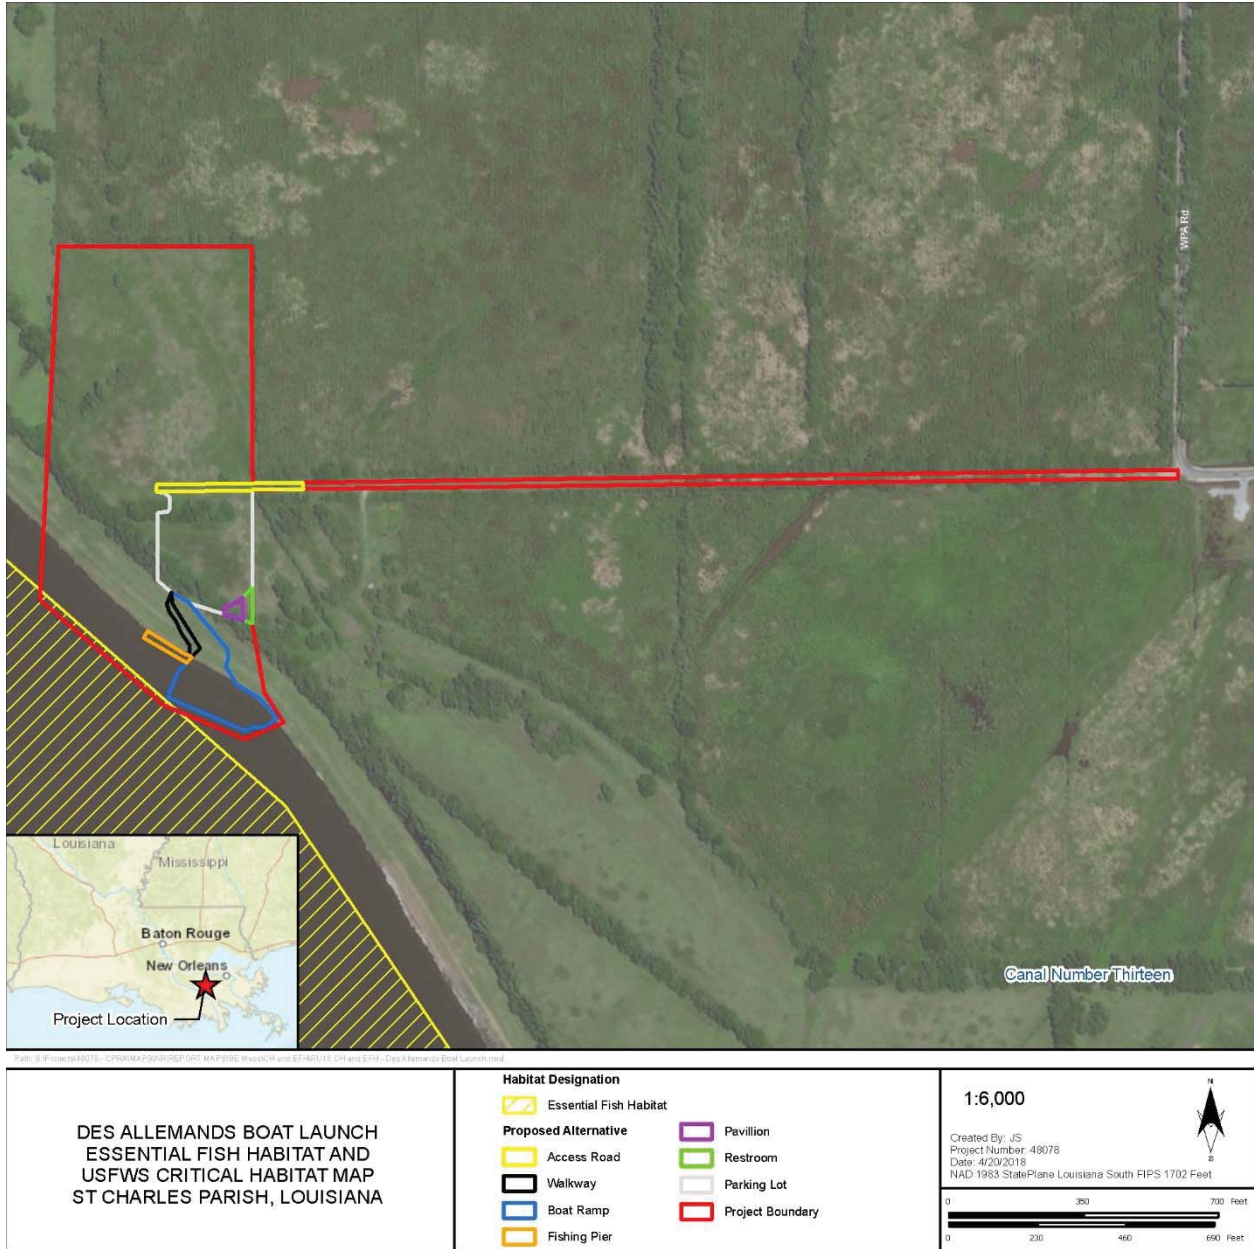 WPA Rd
Canal Number Thirteen
Louisiana
Mississippi
Baton Rouge
New Orleans
Project Location
DES ALLEMANDS BOAT LAUNCH
ESSENTIAL FISH HABITAT AND
USFWS CRITICAL HABITAT MAP
ST CHARLES PARISH, LOUISIANA
Habitat Designation
Essential Fish Habitat
Proposed Alternative
Access Road
Walkway
Boat Ramp
Fishing Pier
Pavillion
Restroom
Parking Lot
Project Boundary
1:6,000
N
S
Created By: JS
Project Number: 48078
Date: 4/20/2018
NAD 1983 StatePlane Louisiana South FIPS 1702 Feet
0 350 700 Feet
0 230 460 690 Feet